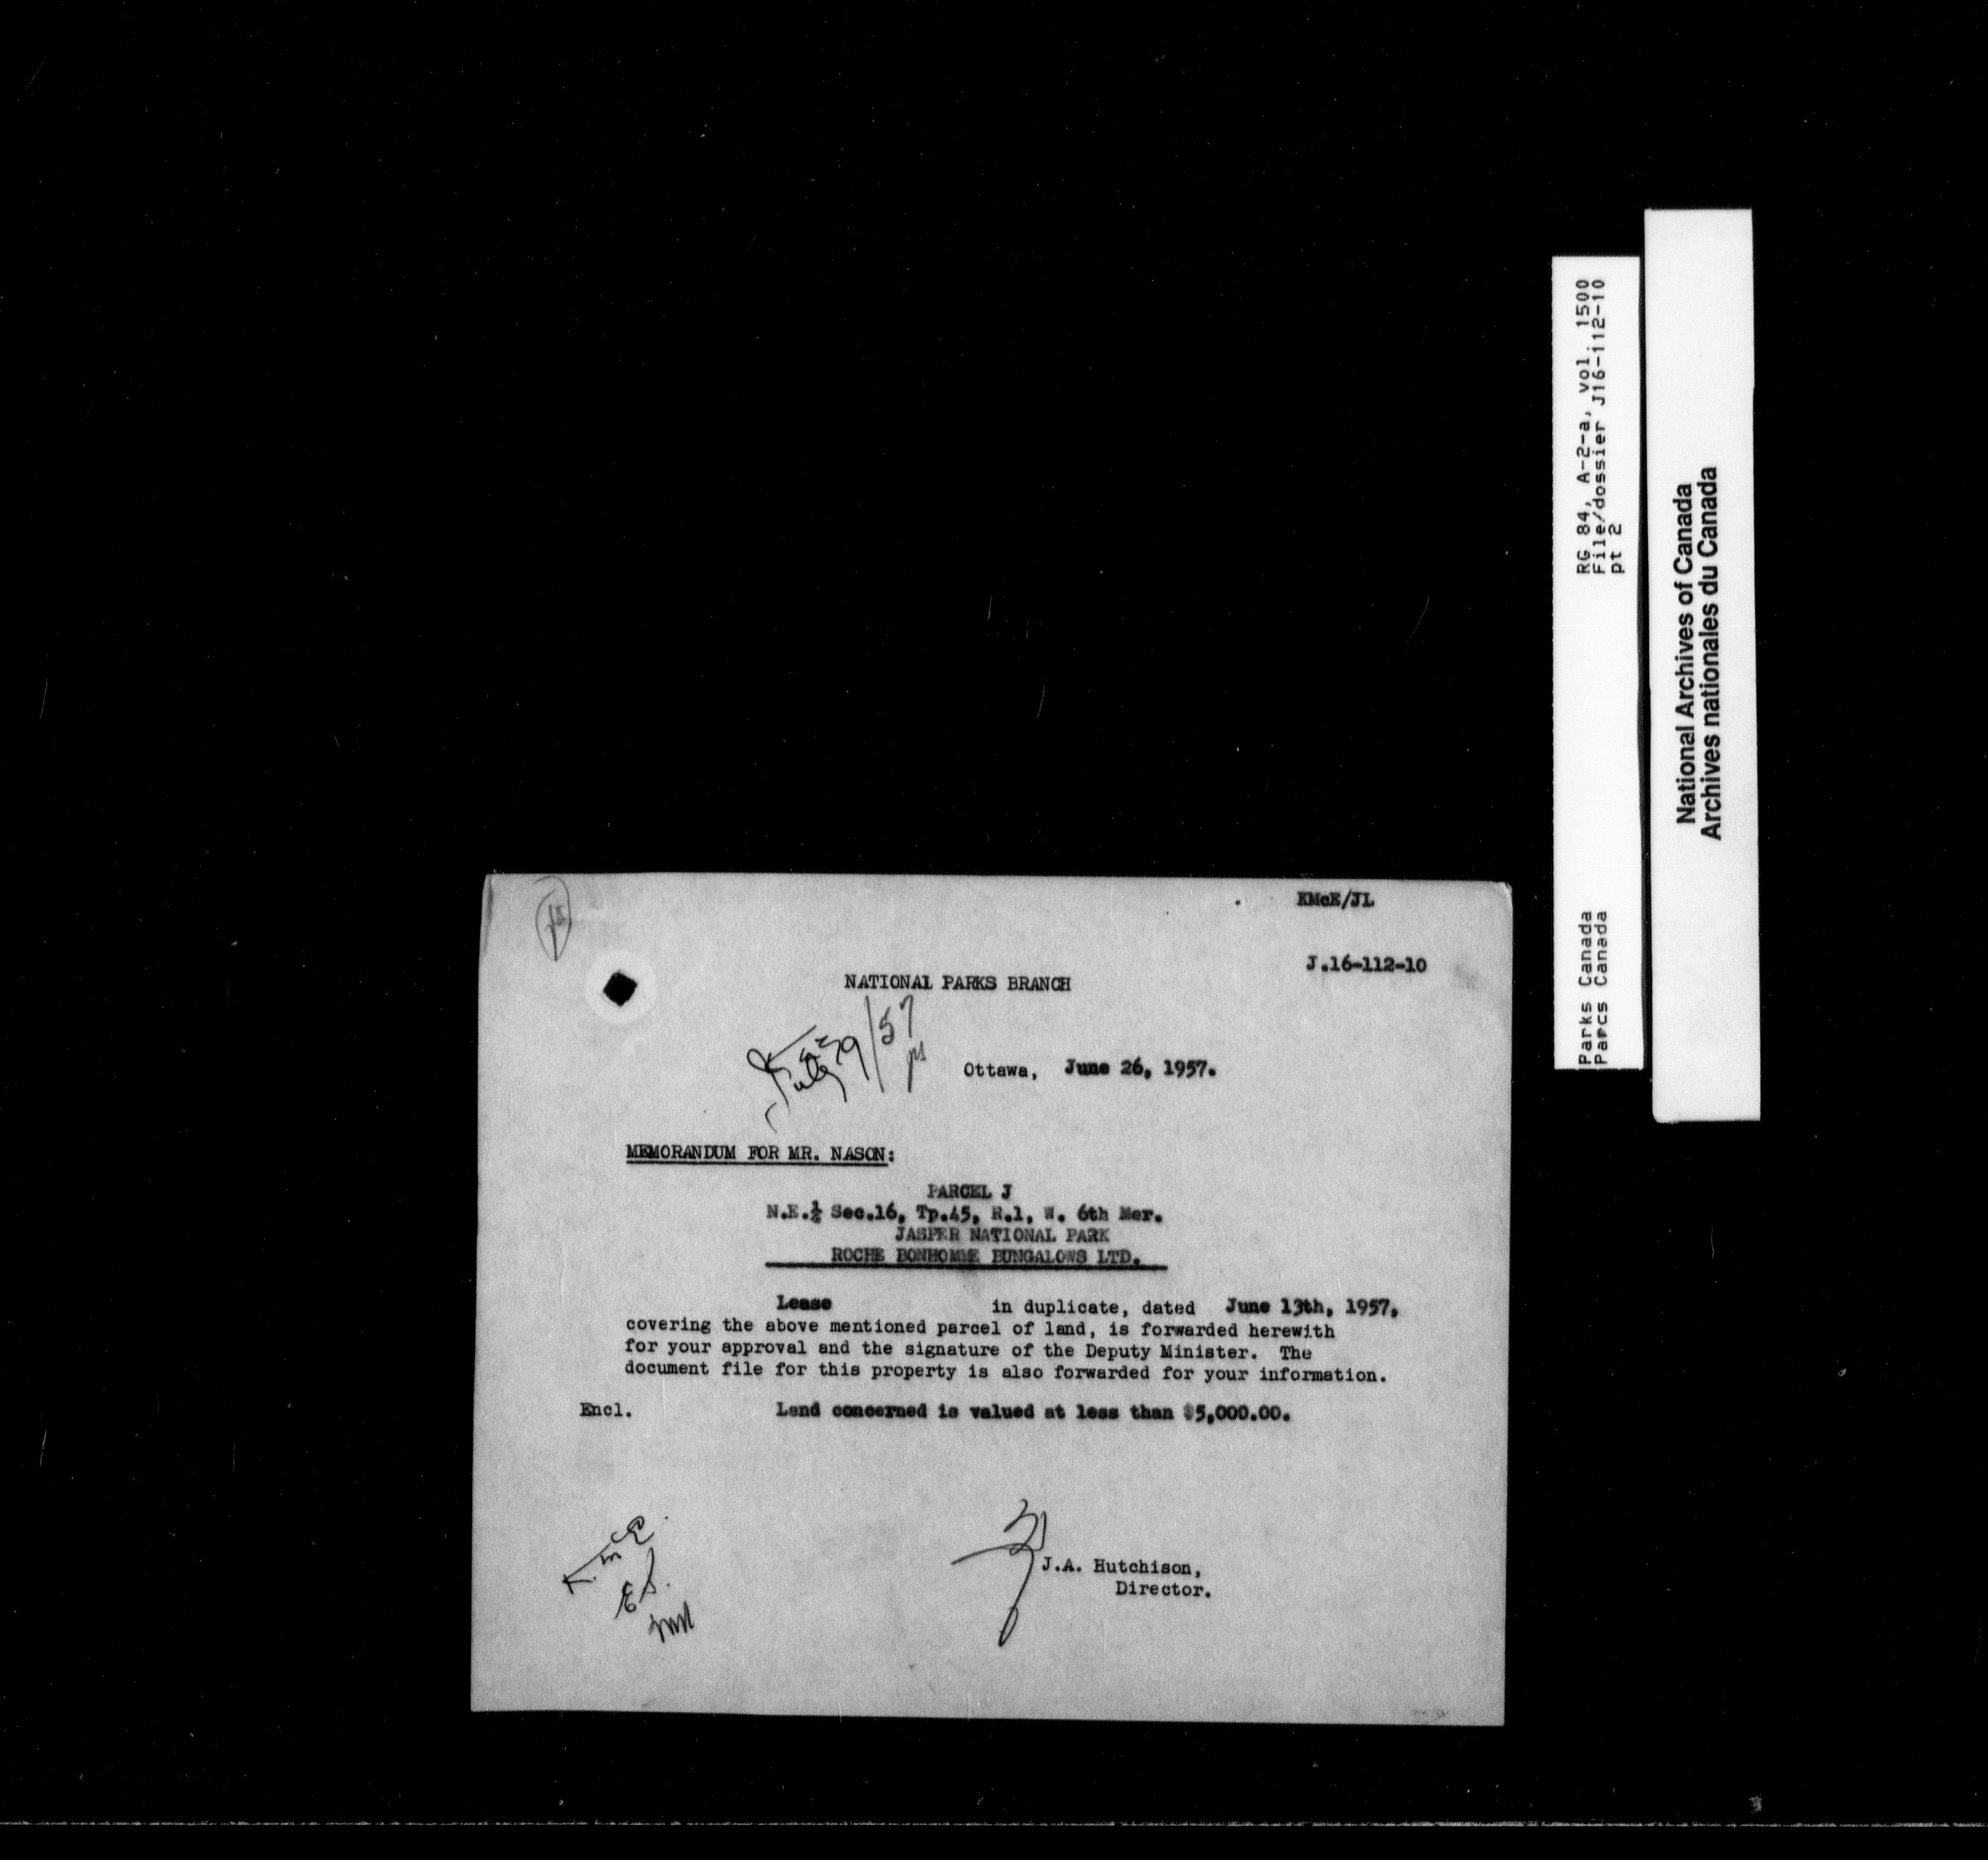 KMcE/JL
J.16-112-10
NATIONAL PARKS BRANCH
July 29/57
Ottawa, June 26, 1957.
MEMORANDUM FOR MR. NASON:
PARCEL J
N.E.¼ Sec.16, Tp.45, R.1, W. 6th Mer.
JASPER NATIONAL PARK
ROCHE BONHOMME BUNGALOWS LTD.
Lease in duplicate, dated June 13th, 1957,
covering the above mentioned parcel of land, is forwarded herewith
for your approval and the signature of the Deputy Minister. The
document file for this property is also forwarded for your information.
Encl. Land concerned is valued at less than $5,000.00.
K. McE.
J.A. Hutchison,
Director.
RG 84, A-2-a, vol. 1500
File/dossier J16-112-10
pt 2
Parks Canada
Parcs Canada
National Archives of Canada
Archives nationales du Canada